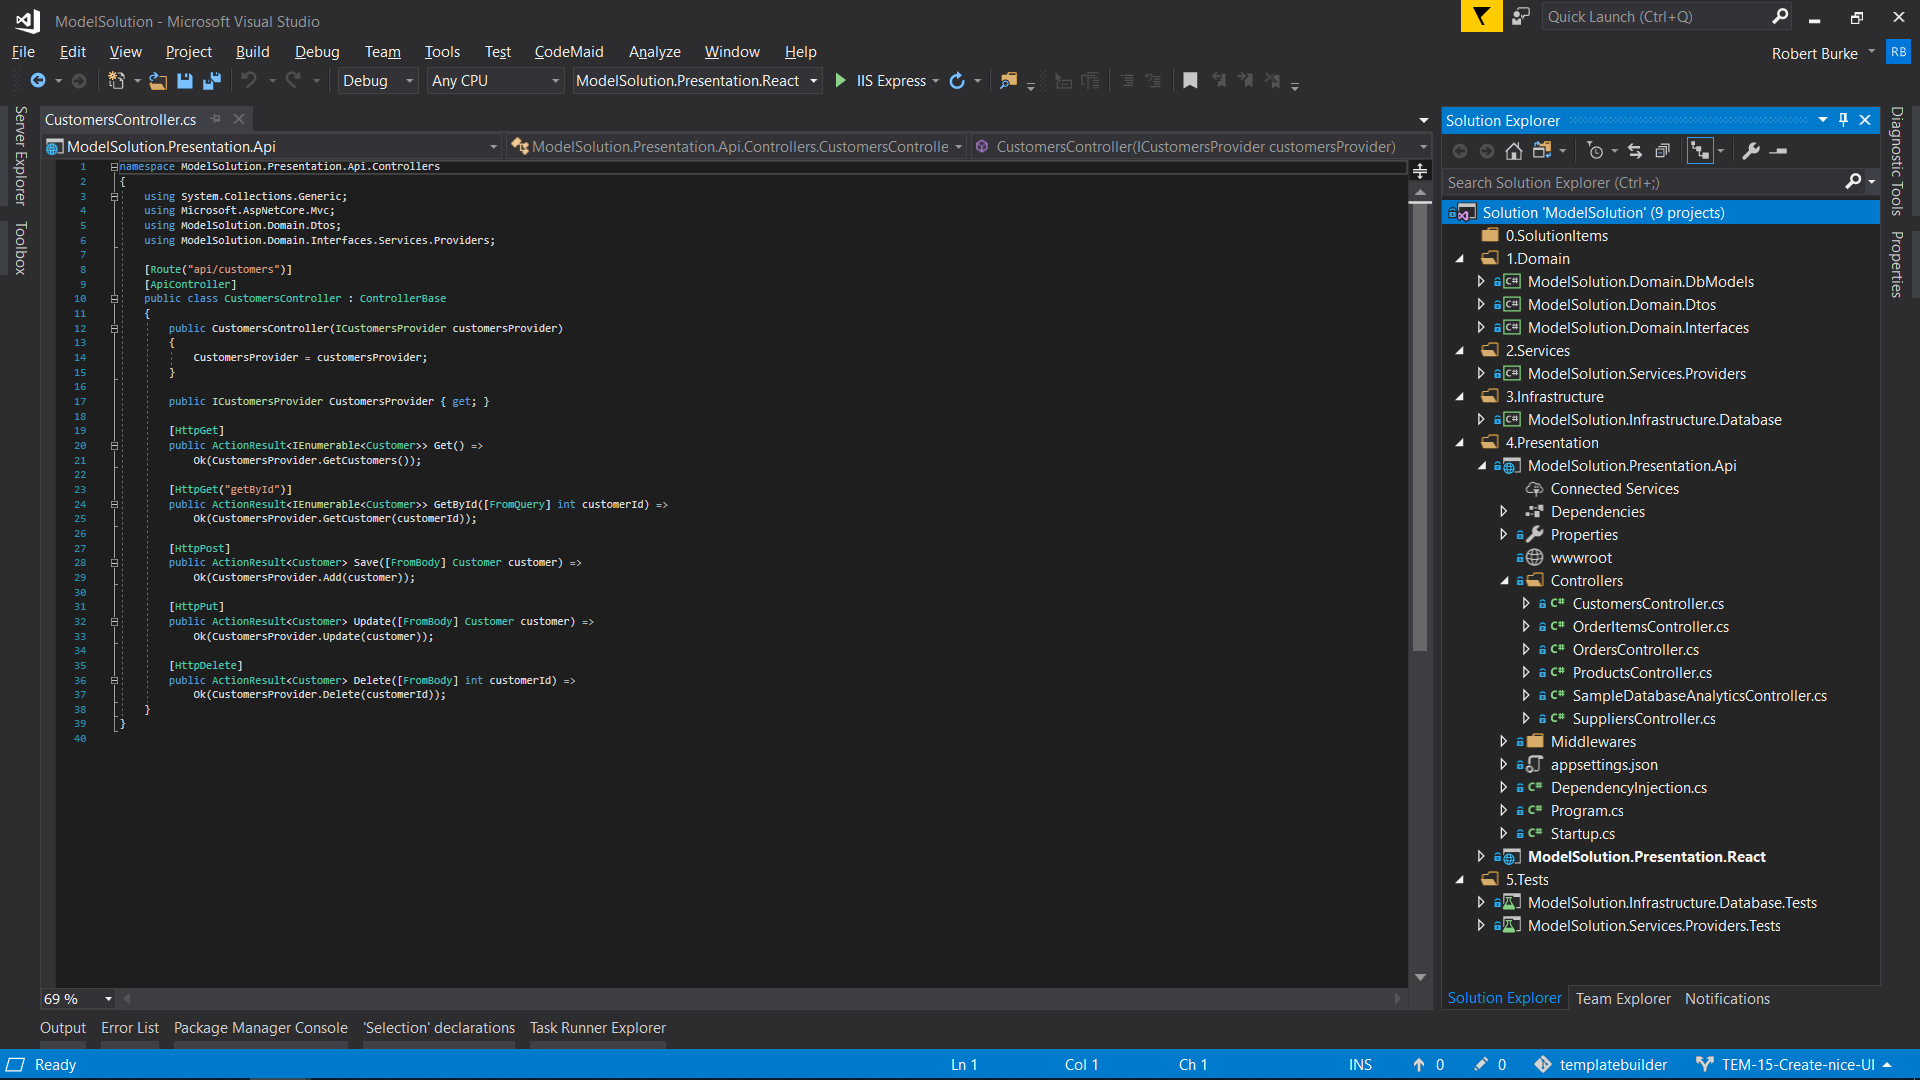 ModelSolution - Microsoft Visual Studio
Quick Launch (Ctrl+Q)
File Edit View Project Build Debug Team Tools Test CodeMaid Analyze Window Help
Robert Burke RB
Debug Any CPU ModelSolution.Presentation.React IIS Express
Server Explorer
Toolbox
CustomersController.cs
ModelSolution.Presentation.Api ModelSolution.Presentation.Api.Controllers.CustomersControlle CustomersController(ICustomersProvider customersProvider)
1 namespace ModelSolution.Presentation.Api.Controllers
2 {
3 using System.Collections.Generic;
4 using Microsoft.AspNetCore.Mvc;
5 using ModelSolution.Domain.Dtos;
6 using ModelSolution.Domain.Interfaces.Services.Providers;
7
8 [Route("api/customers")]
9 [ApiController]
10 public class CustomersController : ControllerBase
11 {
12 public CustomersController(ICustomersProvider customersProvider)
13 {
14 CustomersProvider = customersProvider;
15 }
16
17 public ICustomersProvider CustomersProvider { get; }
18
19 [HttpGet]
20 public ActionResult<IEnumerable<Customer>> Get() =>
21 Ok(CustomersProvider.GetCustomers());
22
23 [HttpGet("getById")]
24 public ActionResult<IEnumerable<Customer>> GetById([FromQuery] int customerId) =>
25 Ok(CustomersProvider.GetCustomer(customerId));
26
27 [HttpPost]
28 public ActionResult<Customer> Save([FromBody] Customer customer) =>
29 Ok(CustomersProvider.Add(customer));
30
31 [HttpPut]
32 public ActionResult<Customer> Update([FromBody] Customer customer) =>
33 Ok(CustomersProvider.Update(customer));
34
35 [HttpDelete]
36 public ActionResult<Customer> Delete([FromBody] int customerId) =>
37 Ok(CustomersProvider.Delete(customerId));
38 }
39 }
40
69 %
Solution Explorer
Search Solution Explorer (Ctrl+;)
Solution 'ModelSolution' (9 projects)
0.SolutionItems
1.Domain
C# ModelSolution.Domain.DbModels
C# ModelSolution.Domain.Dtos
C# ModelSolution.Domain.Interfaces
2.Services
C# ModelSolution.Services.Providers
3.Infrastructure
C# ModelSolution.Infrastructure.Database
4.Presentation
ModelSolution.Presentation.Api
Connected Services
Dependencies
Properties
wwwroot
Controllers
C# CustomersController.cs
C# OrderItemsController.cs
C# OrdersController.cs
C# ProductsController.cs
C# SampleDatabaseAnalyticsController.cs
C# SuppliersController.cs
Middlewares
appsettings.json
C# DependencyInjection.cs
C# Program.cs
C# Startup.cs
ModelSolution.Presentation.React
5.Tests
ModelSolution.Infrastructure.Database.Tests
ModelSolution.Services.Providers.Tests
Solution Explorer Team Explorer Notifications
Diagnostic Tools
Properties
Output Error List Package Manager Console 'Selection' declarations Task Runner Explorer
Ready Ln 1 Col 1 Ch 1 INS 0 0 templatebuilder TEM-15-Create-nice-UI